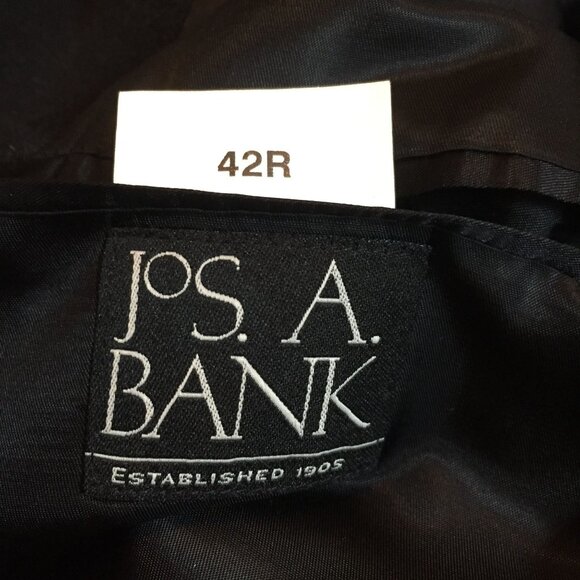 42R
JOS. A.
BANK
ESTABLISHED 1905